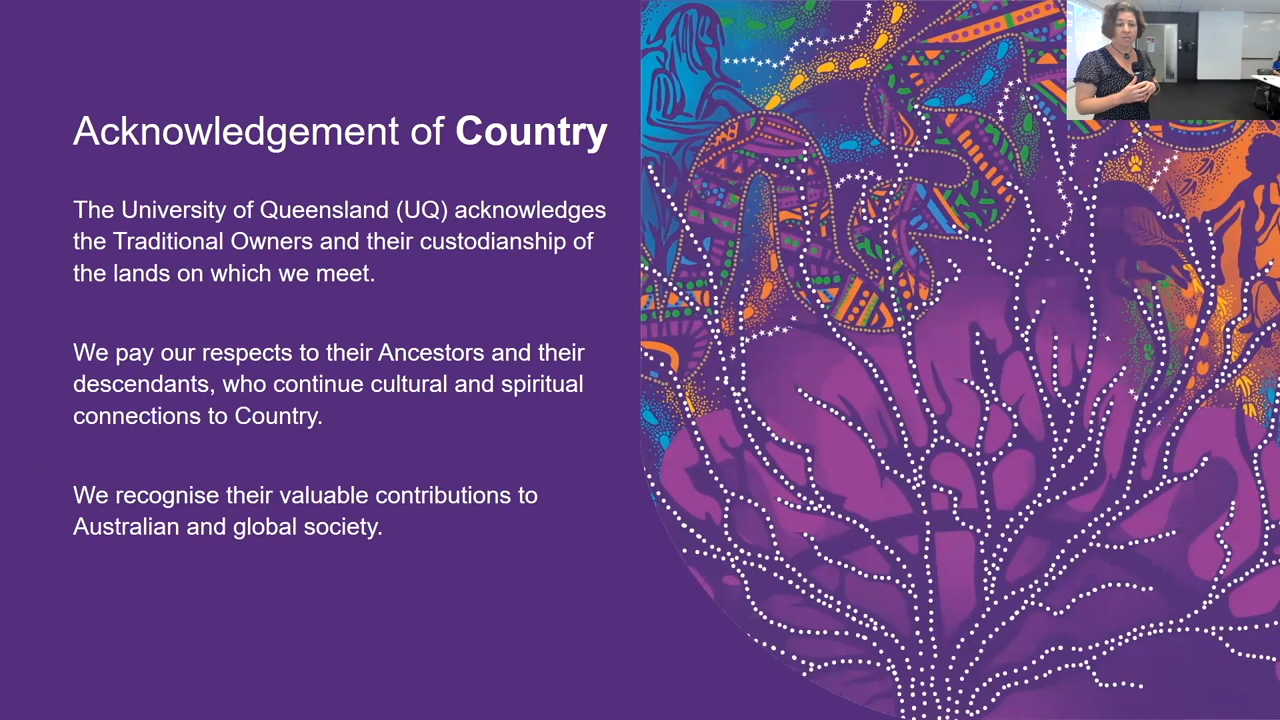 Acknowledgement of Country
The University of Queensland (UQ) acknowledges
the Traditional Owners and their custodianship of
the lands on which we meet.
We pay our respects to their Ancestors and their
descendants, who continue cultural and spiritual
connections to Country.
We recognise their valuable contributions to
Australian and global society.